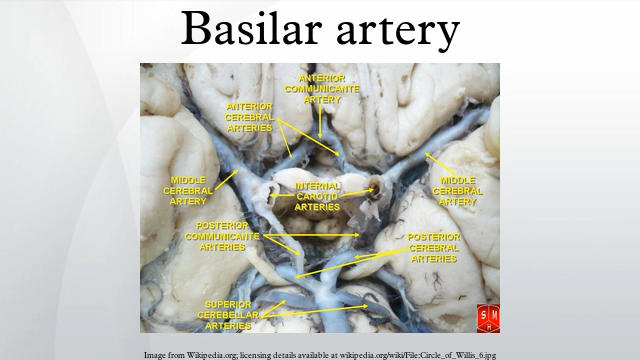 Basilar artery
ANTERIOR
COMMUNICANTE
ARTERY
ANTERIOR
CEREBRAL
ARTERIES
MIDDLE
CEREBRAL
ARTERY
INTERNAL
CAROTID
ARTERIES
MIDDLE
CEREBRAL
ARTERY
POSTERIOR
COMMUNICANTE
ARTERIES
POSTERIOR
CEREBRAL
ARTERIES
SUPERIOR
CEREBELLAR
ARTERIES
S M
H
Image from Wikipedia.org; licensing details available at wikipedia.org/wiki/File:Circle_of_Willis_6.jpg